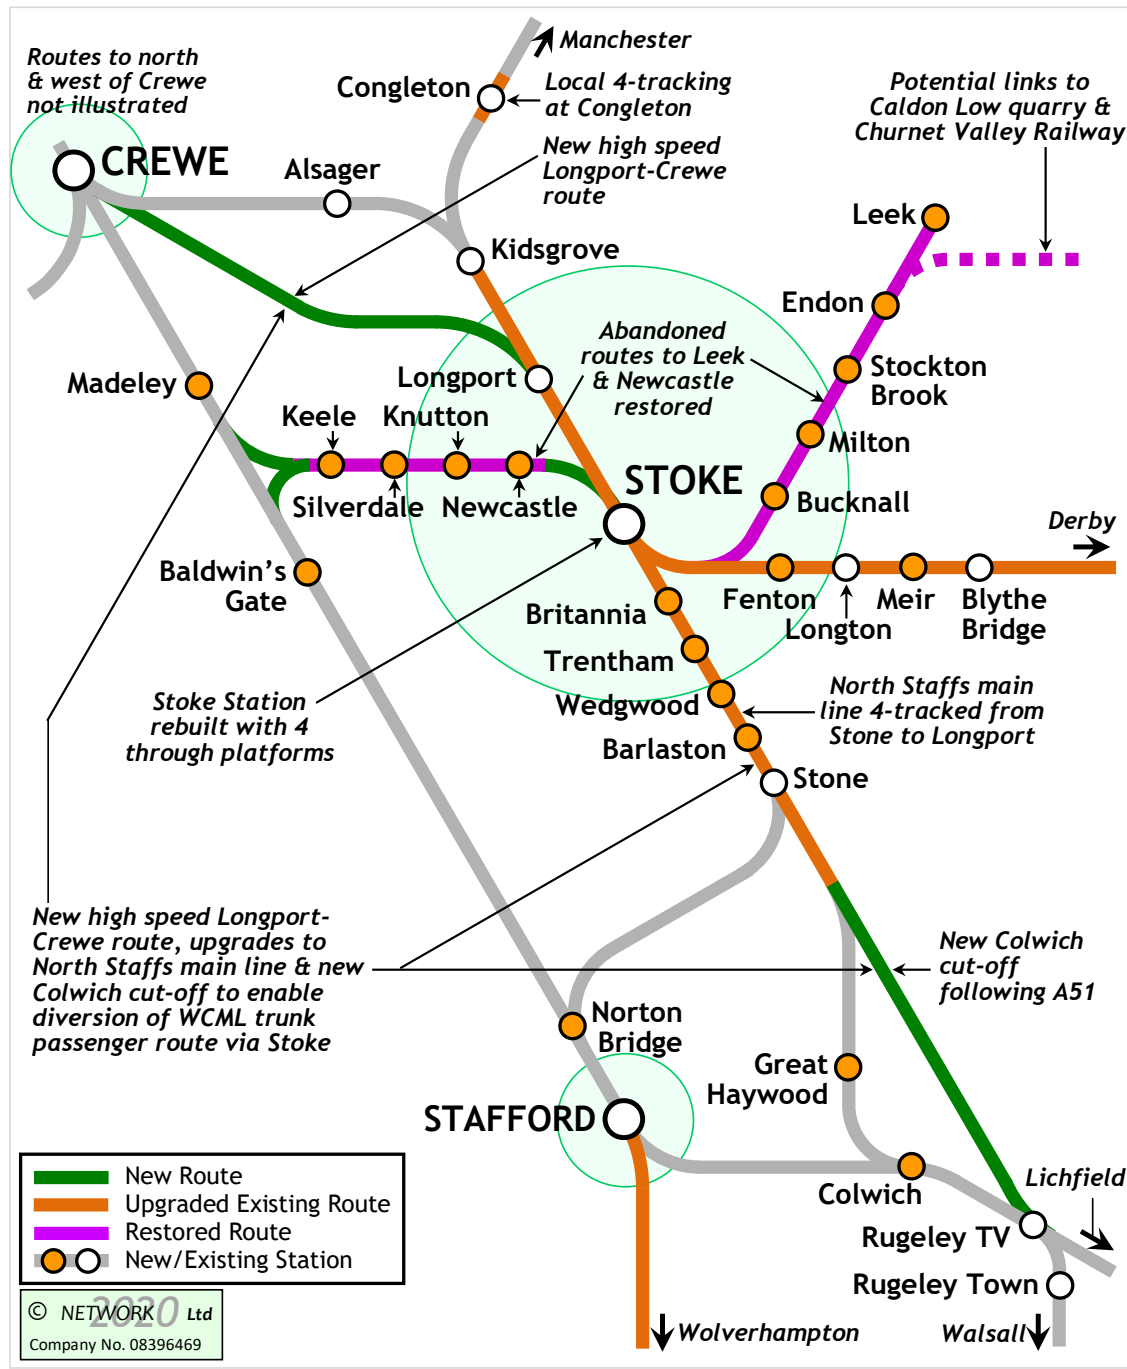 Routes to north
& west of Crewe
not illustrated
Manchester
Congleton
Local 4-tracking
at Congleton
Potential links to
Caldon Low quarry &
Churnet Valley Railway
CREWE
Alsager
New high speed
Longport-Crewe
route
Leek
Kidsgrove
Endon
Abandoned
routes to Leek
& Newcastle
restored
Stockton
Brook
Madeley
Longport
Keele
Knutton
Milton
STOKE
Silverdale
Newcastle
Bucknall
Derby
Baldwin’s
Gate
Britannia
Fenton
Meir
Blythe
Bridge
Longton
Trentham
Stoke Station
rebuilt with 4
through platforms
Wedgwood
North Staffs main
line 4-tracked from
Stone to Longport
Barlaston
Stone
New high speed Longport-
Crewe route, upgrades to
North Staffs main line & new
Colwich cut-off to enable
diversion of WCML trunk
passenger route via Stoke
New Colwich
cut-off
following A51
Norton
Bridge
Great
Haywood
STAFFORD
Colwich
Lichfield
Rugeley TV
Rugeley Town
Wolverhampton
Walsall
New Route
Upgraded Existing Route
Restored Route
New/Existing Station
© NETWORK 2020 Ltd
Company No. 08396469